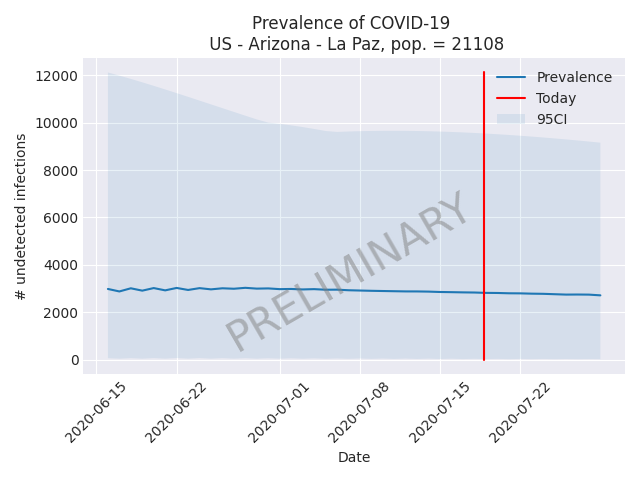 Prevalence of COVID-19
US - Arizona - La Paz, pop. = 21108
12000
10000
8000
6000
4000
2000
0
# undetected infections
Prevalence
Today
95CI
PRELIMINARY
2020-06-15
2020-06-22
2020-07-01
2020-07-08
2020-07-15
2020-07-22
Date